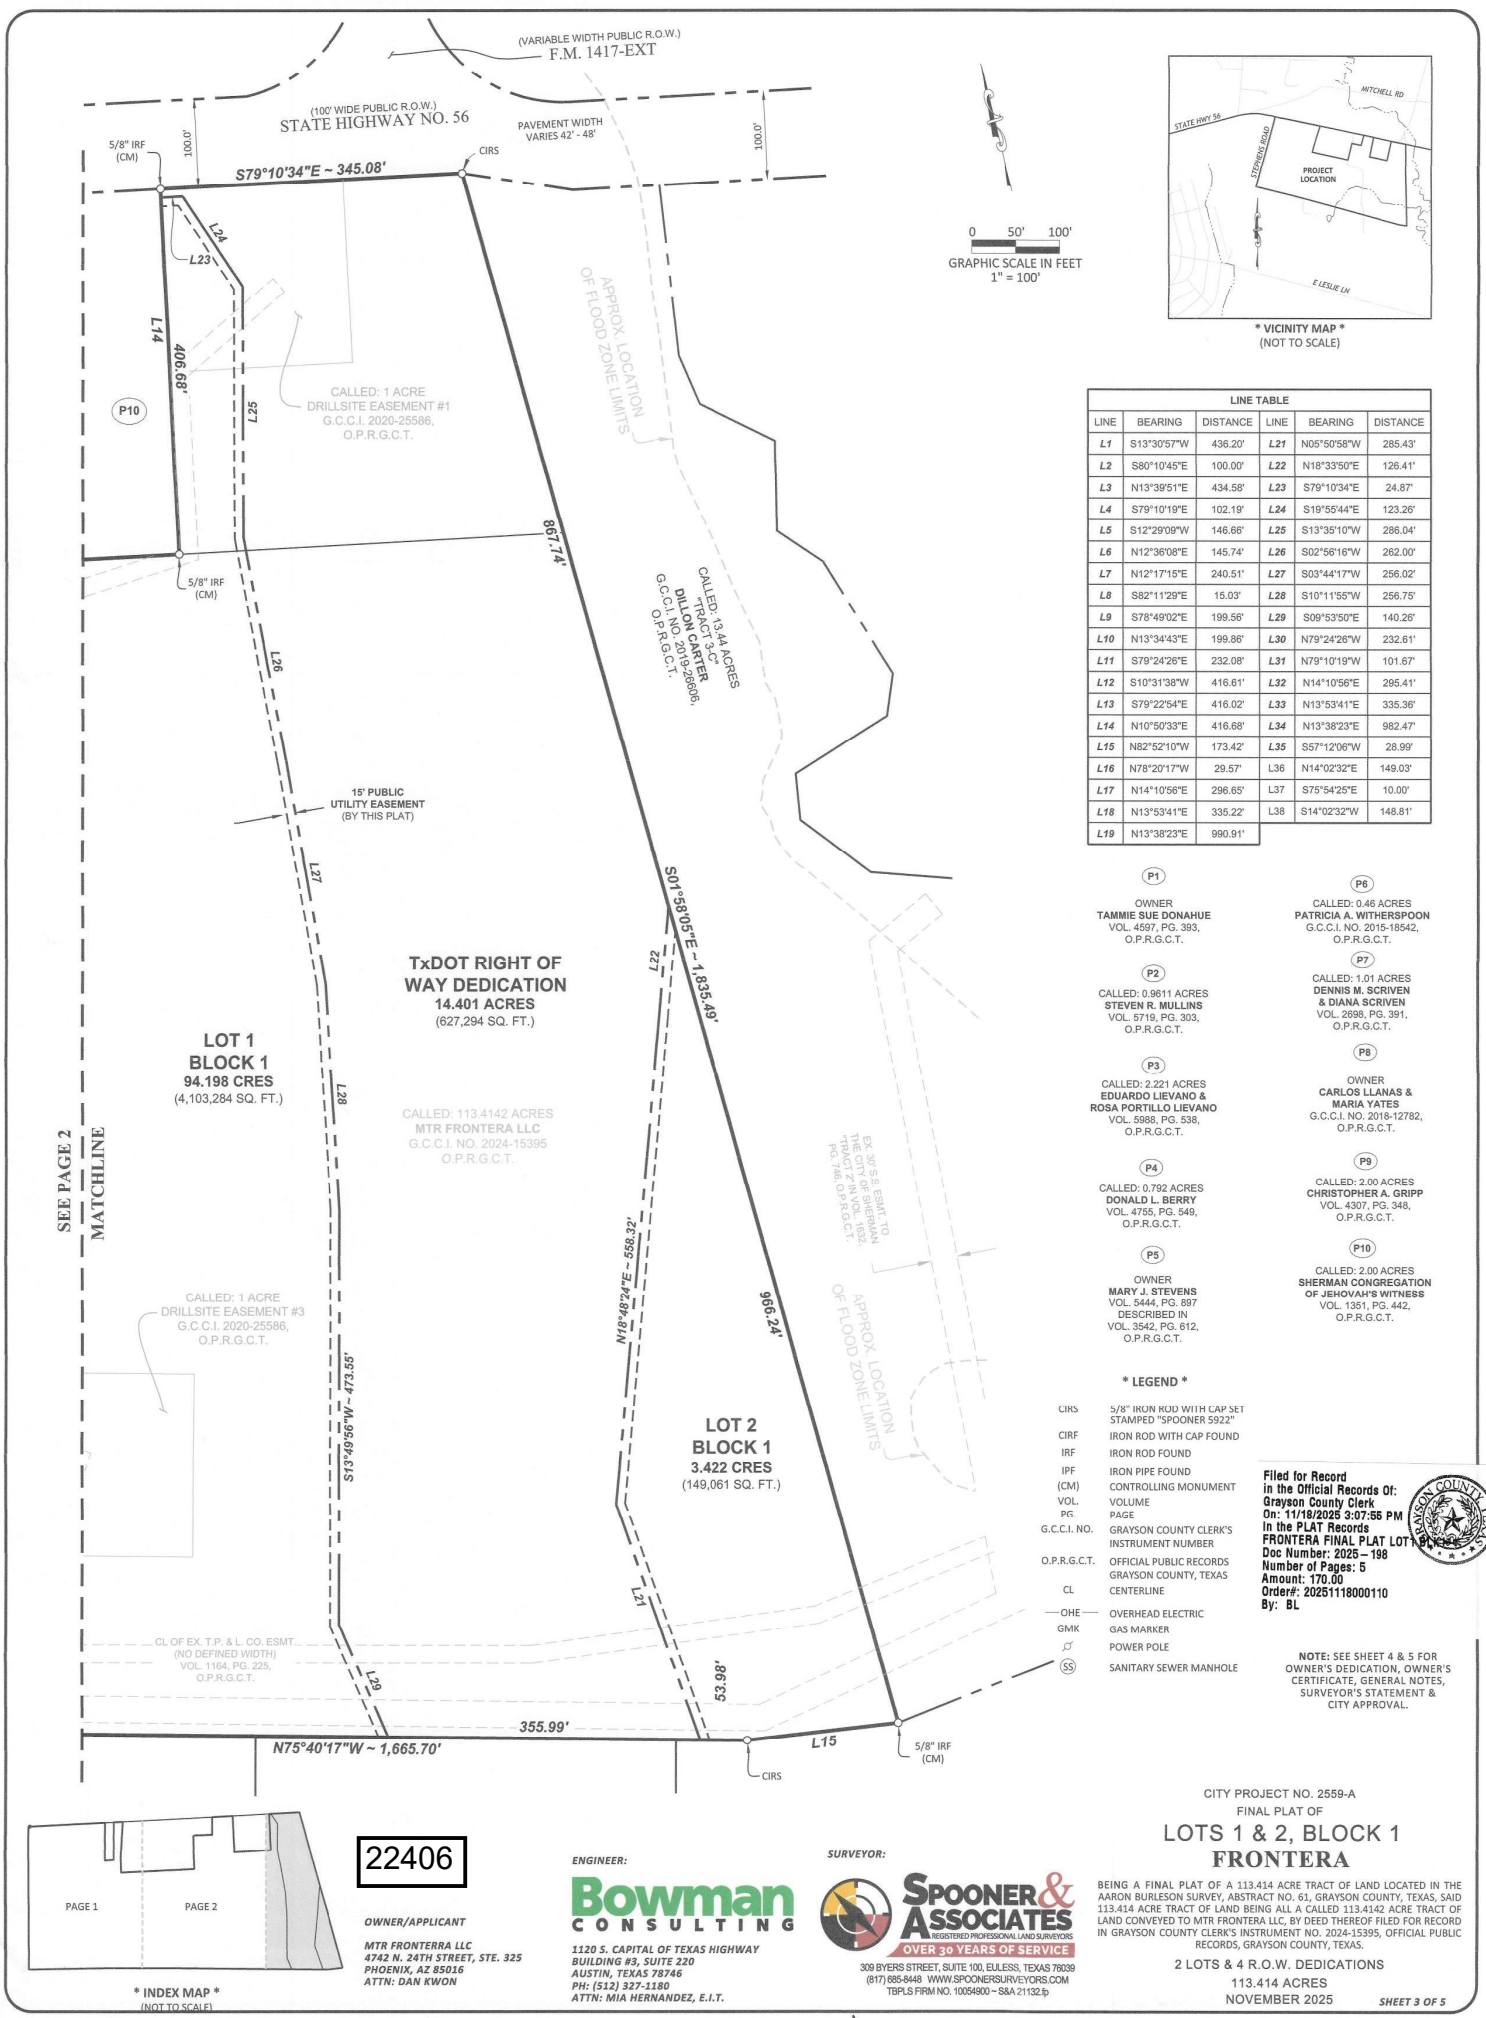 (VARIABLE WIDTH PUBLIC R.O.W.)
F.M. 1417-EXT
(100' WIDE PUBLIC R.O.W.)
STATE HIGHWAY NO. 56
PAVEMENT WIDTH
VARIES 42' - 48'
100.0'
100.0'
5/8" IRF
(CM)
CIRS
S79°10'34"E ~ 345.08'
L24
L23
L14
406.68'
P10
L25
CALLED: 1 ACRE
DRILLSITE EASEMENT #1
G.C.C.I. 2020-25586,
O.P.R.G.C.T.
APPROX. LOCATION
OF FLOOD ZONE LIMITS
0 50' 100'
GRAPHIC SCALE IN FEET
1" = 100'
STATE HWY 56
MITCHELL RD
STEPHENS ROAD
PROJECT
LOCATION
E LESLIE LN
* VICINITY MAP *
(NOT TO SCALE)
867.74'
5/8" IRF
(CM)
CALLED: 13.44 ACRES
"TRACT 3-C"
DILLON CARTER
G.C.C.I. NO. 2019-26606,
O.P.R.G.C.T.
L26
15' PUBLIC
UTILITY EASEMENT
(BY THIS PLAT)
L27
S01°58'05"E ~ 1,835.49'
L22
TxDOT RIGHT OF
WAY DEDICATION
14.401 ACRES
(627,294 SQ. FT.)
LOT 1
BLOCK 1
94.198 CRES
(4,103,284 SQ. FT.)
L28
CALLED: 113.4142 ACRES
MTR FRONTERA LLC
G.C.C.I. NO. 2024-15395
O.P.R.G.C.T.
SEE PAGE 2
MATCHLINE
EX. 30' S.S. ESMT. TO
THE CITY OF SHERMAN
"TRACT 2" IN VOL. 1632,
PG. 746, O.P.R.G.C.T.
N18°48'24"E ~ 558.32'
966.24'
CALLED: 1 ACRE
DRILLSITE EASEMENT #3
G.C.C.I. 2020-25586,
O.P.R.G.C.T.
APPROX. LOCATION
OF FLOOD ZONE LIMITS
S13°49'56"W ~ 473.55'
LOT 2
BLOCK 1
3.422 CRES
(149,061 SQ. FT.)
L21
CL OF EX. T.P. & L. CO. ESMT.
(NO DEFINED WIDTH)
VOL. 1164, PG. 225,
O.P.R.G.C.T.
L29
53.98'
355.99'
N75°40'17"W ~ 1,665.70'
L15
CIRS
5/8" IRF
(CM)
LINE TABLE
LINE BEARING DISTANCE LINE BEARING DISTANCE
L1 S13°30'57"W 436.20' L21 N05°50'58"W 285.43'
L2 S80°10'45"E 100.00' L22 N18°33'50"E 126.41'
L3 N13°39'51"E 434.58' L23 S79°10'34"E 24.87'
L4 S79°10'19"E 102.19' L24 S19°55'44"E 123.26'
L5 S12°29'09"W 146.66' L25 S13°35'10"W 286.04'
L6 N12°36'08"E 145.74' L26 S02°56'16"W 262.00'
L7 N12°17'15"E 240.51' L27 S03°44'17"W 256.02'
L8 S82°11'29"E 15.03' L28 S10°11'55"W 256.75'
L9 S78°49'02"E 199.56' L29 S09°53'50"E 140.26'
L10 N13°34'43"E 199.86' L30 N79°24'26"W 232.61'
L11 S79°24'26"E 232.08' L31 N79°10'19"W 101.67'
L12 S10°31'38"W 416.61' L32 N14°10'56"E 295.41'
L13 S79°22'54"E 416.02' L33 N13°53'41"E 335.36'
L14 N10°50'33"E 416.68' L34 N13°38'23"E 982.47'
L15 N82°52'10"W 173.42' L35 S57°12'06"W 28.99'
L16 N78°20'17"W 29.57' L36 N14°02'32"E 149.03'
L17 N14°10'56"E 296.65' L37 S75°54'25"E 10.00'
L18 N13°53'41"E 335.22' L38 S14°02'32"W 148.81'
L19 N13°38'23"E 990.91'
P1
OWNER
TAMMIE SUE DONAHUE
VOL. 4597, PG. 393,
O.P.R.G.C.T.
P2
CALLED: 0.9611 ACRES
STEVEN R. MULLINS
VOL. 5719, PG. 303,
O.P.R.G.C.T.
P3
CALLED: 2.221 ACRES
EDUARDO LIEVANO &
ROSA PORTILLO LIEVANO
VOL. 5988, PG. 538,
O.P.R.G.C.T.
P4
CALLED: 0.792 ACRES
DONALD L. BERRY
VOL. 4755, PG. 549,
O.P.R.G.C.T.
P5
OWNER
MARY J. STEVENS
VOL. 5444, PG. 897
DESCRIBED IN
VOL. 3542, PG. 612,
O.P.R.G.C.T.
P6
CALLED: 0.46 ACRES
PATRICIA A. WITHERSPOON
G.C.C.I. NO. 2015-18542,
O.P.R.G.C.T.
P7
CALLED: 1.01 ACRES
DENNIS M. SCRIVEN
& DIANA SCRIVEN
VOL. 2698, PG. 391,
O.P.R.G.C.T.
P8
OWNER
CARLOS LLANAS &
MARIA YATES
G.C.C.I. NO. 2018-12782,
O.P.R.G.C.T.
P9
CALLED: 2.00 ACRES
CHRISTOPHER A. GRIPP
VOL. 4307, PG. 348,
O.P.R.G.C.T.
P10
CALLED: 2.00 ACRES
SHERMAN CONGREGATION
OF JEHOVAH'S WITNESS
VOL. 1351, PG. 442,
O.P.R.G.C.T.
* LEGEND *
CIRS 5/8" IRON ROD WITH CAP SET
STAMPED "SPOONER 5922"
CIRF IRON ROD WITH CAP FOUND
IRF IRON ROD FOUND
IPF IRON PIPE FOUND
(CM) CONTROLLING MONUMENT
VOL. VOLUME
PG. PAGE
G.C.C.I. NO. GRAYSON COUNTY CLERK'S
INSTRUMENT NUMBER
O.P.R.G.C.T. OFFICIAL PUBLIC RECORDS
GRAYSON COUNTY, TEXAS
CL CENTERLINE
OHE OVERHEAD ELECTRIC
GMK GAS MARKER
POWER POLE
SS SANITARY SEWER MANHOLE
Filed for Record
in the Official Records Of:
Grayson County Clerk
On: 11/18/2025 3:07:55 PM
In the PLAT Records
FRONTERA FINAL PLAT LOT
Doc Number: 2025-198
Number of Pages: 5
Amount: 170.00
Order#: 20251118000110
By: BL
NOTE: SEE SHEET 4 & 5 FOR
OWNER'S DEDICATION, OWNER'S
CERTIFICATE, GENERAL NOTES,
SURVEYOR'S STATEMENT &
CITY APPROVAL.
PAGE 1
PAGE 2
* INDEX MAP *
(NOT TO SCALE)
22406
OWNER/APPLICANT
MTR FRONTERRA LLC
4742 N. 24TH STREET, STE. 325
PHOENIX, AZ 85016
ATTN: DAN KWON
ENGINEER:
Bowman
CONSULTING
1120 S. CAPITAL OF TEXAS HIGHWAY
BUILDING #3, SUITE 220
AUSTIN, TEXAS 78746
PH: (512) 327-1180
ATTN: MIA HERNANDEZ, E.I.T.
SURVEYOR:
SPOONER &
ASSOCIATES
REGISTERED PROFESSIONAL LAND SURVEYORS
OVER 30 YEARS OF SERVICE
309 BYERS STREET, SUITE 100, EULESS, TEXAS 76039
(817) 685-8448 WWW.SPOONERSURVEYORS.COM
TBPLS FIRM NO. 10054900 ~ S&A 21132.fp
CITY PROJECT NO. 2559-A
FINAL PLAT OF
LOTS 1 & 2, BLOCK 1
FRONTERA
BEING A FINAL PLAT OF A 113.414 ACRE TRACT OF LAND LOCATED IN THE
AARON BURLESON SURVEY, ABSTRACT NO. 61, GRAYSON COUNTY, TEXAS, SAID
113.414 ACRE TRACT OF LAND BEING ALL A CALLED 113.4142 ACRE TRACT OF
LAND CONVEYED TO MTR FRONTERA LLC, BY DEED THEREOF FILED FOR RECORD
IN GRAYSON COUNTY CLERK'S INSTRUMENT NO. 2024-15395, OFFICIAL PUBLIC
RECORDS, GRAYSON COUNTY, TEXAS.
2 LOTS & 4 R.O.W. DEDICATIONS
113.414 ACRES
NOVEMBER 2025
SHEET 3 OF 5